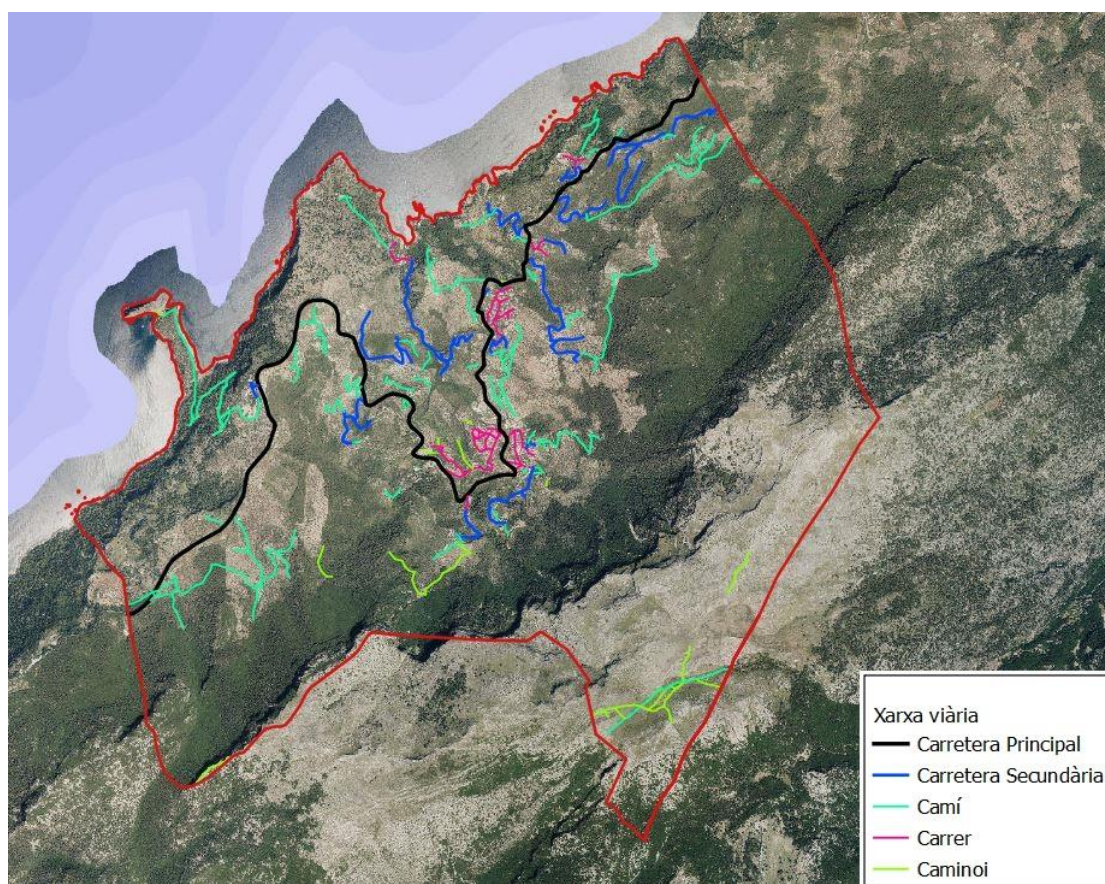 Xarxa viària
Carretera Principal
Carretera Secundària
Camí
Carrer
Caminoi